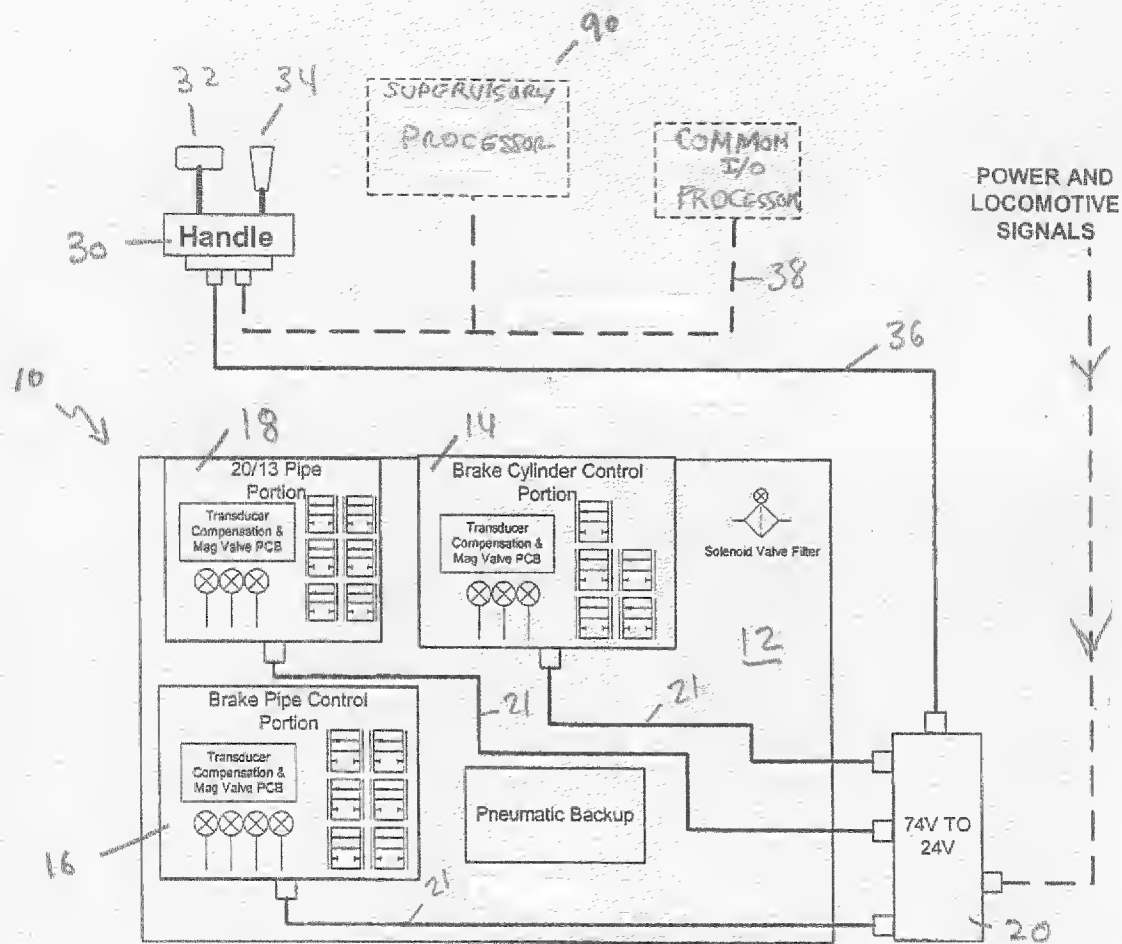 90
32
34
SUPERVISORY
PROCESSOR
COMMON
I/O
PROCESSOR
POWER AND
LOCOMOTIVE
SIGNALS
Handle
30
38
36
10
18
14
20/13 Pipe
Portion
Transducer
Compensation &
Mag Valve PCB
Brake Cylinder Control
Portion
Transducer
Compensation &
Mag Valve PCB
Solenoid Valve Filter
12
21
21
Brake Pipe Control
Portion
Transducer
Compensation &
Mag Valve PCB
Pneumatic Backup
74V TO
24V
16
21
20